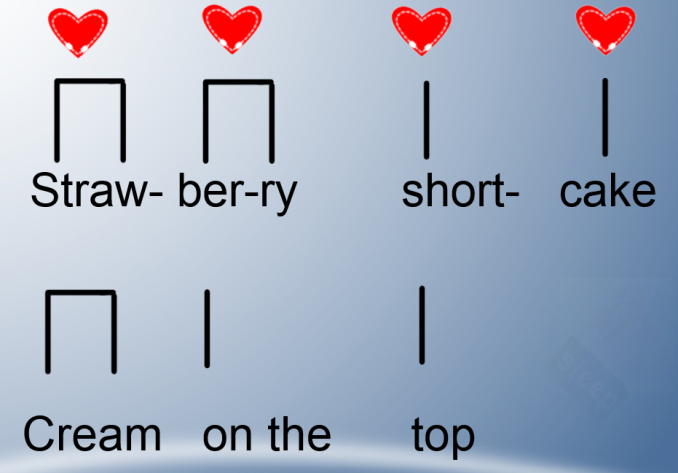 Straw- ber-ry short- cake
Cream on the top